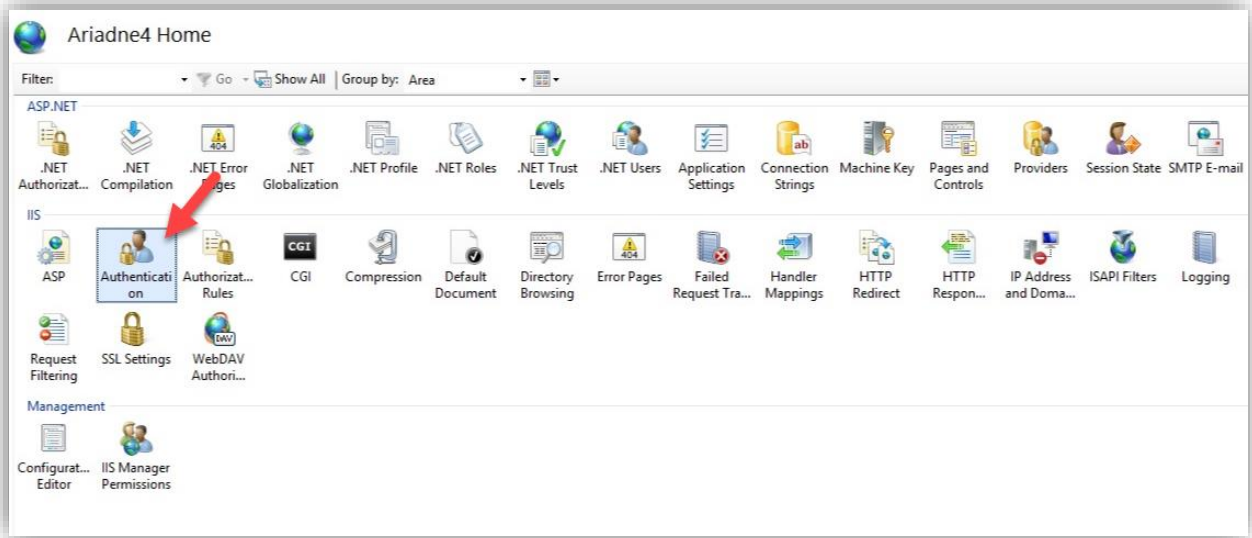 Ariadne4 Home
Filter: Go Show All Group by: Area
ASP.NET
404
ab
.NET Authorizat... .NET Compilation .NET Error Pages .NET Globalization .NET Profile .NET Roles .NET Trust Levels .NET Users Application Settings Connection Strings Machine Key Pages and Controls Providers Session State SMTP E-mail
IIS
CGI
404
ASP Authenticati on Authorizat... Rules CGI Compression Default Document Directory Browsing Error Pages Failed Request Tra... Handler Mappings HTTP Redirect HTTP Respon... IP Address and Doma... ISAPI Filters Logging
DAV
Request Filtering SSL Settings WebDAV Authori...
Management
Configurat... Editor IIS Manager Permissions